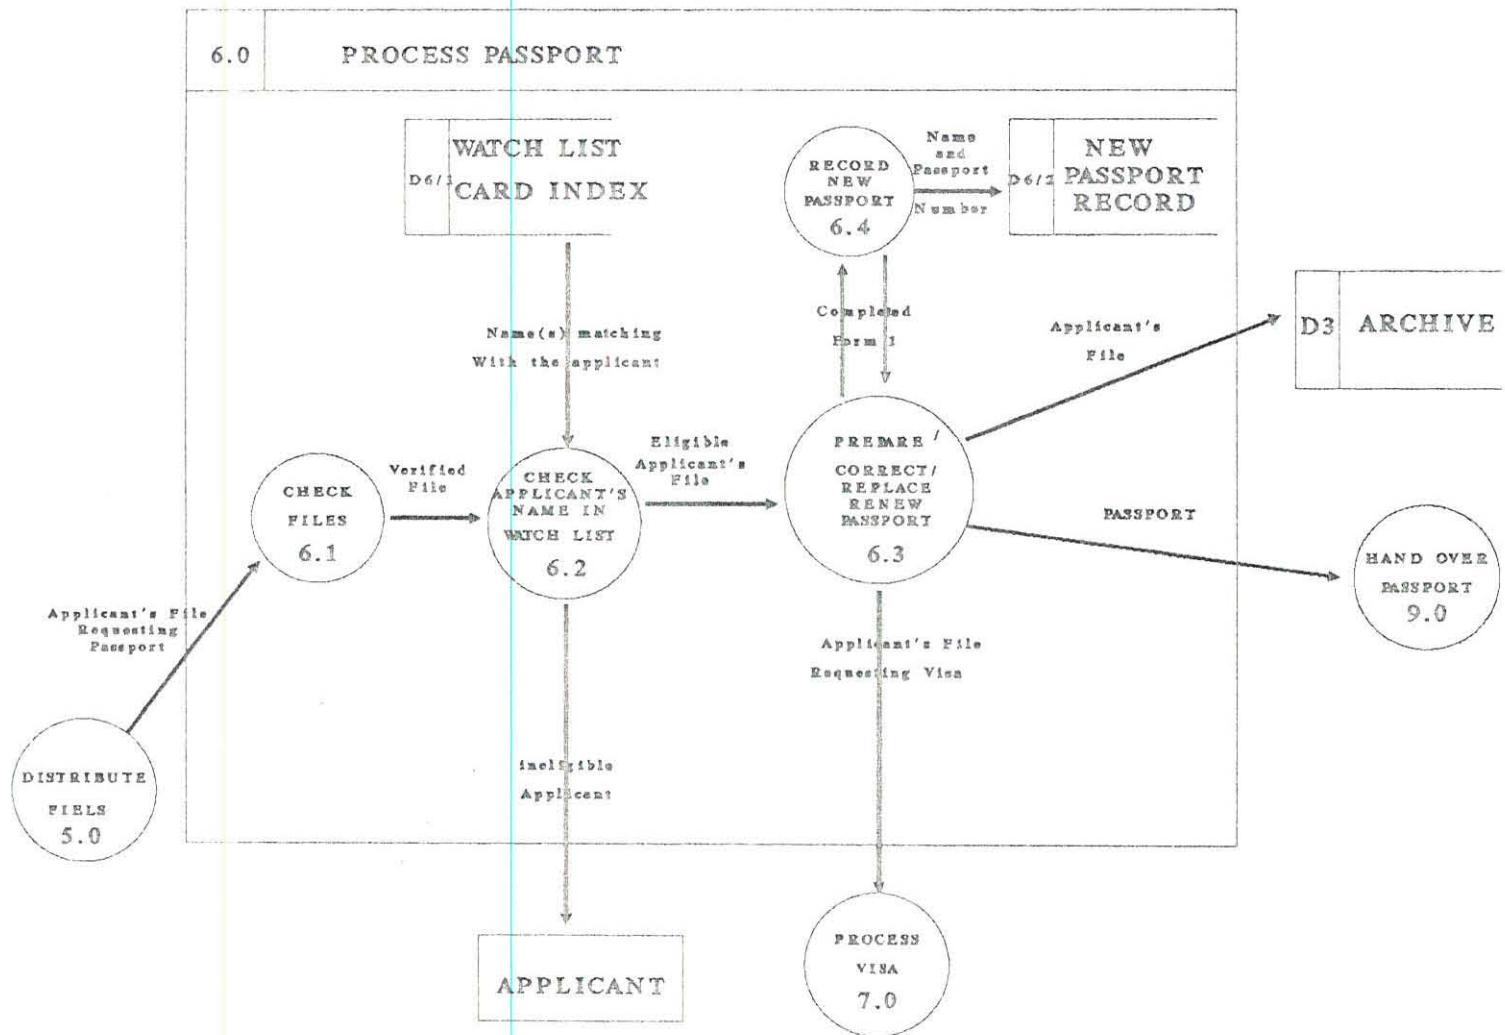 6.0 PROCESS PASSPORT
D6/1
WATCH LIST
CARD INDEX
RECORD
NEW
PASSPORT
6.4
Name
and
Passport
Number
D6/2
NEW
PASSPORT
RECORD
Name(s) matching
With the applicant
Completed
Form 1
Applicant's
File
D3 ARCHIVE
CHECK
FILES
6.1
Verified
File
CHECK
APPLICANT'S
NAME IN
WATCH LIST
6.2
Eligible
Applicant's
File
PREPARE /
CORRECT/
REPLACE
RENEW
PASSPORT
6.3
PASSPORT
HAND OVER
PASSPORT
9.0
Applicant's File
Requesting
Passport
Applicant's File
Requesting Visa
DISTRIBUTE
FIELS
5.0
ineligible
Applicant
APPLICANT
PROCESS
VISA
7.0